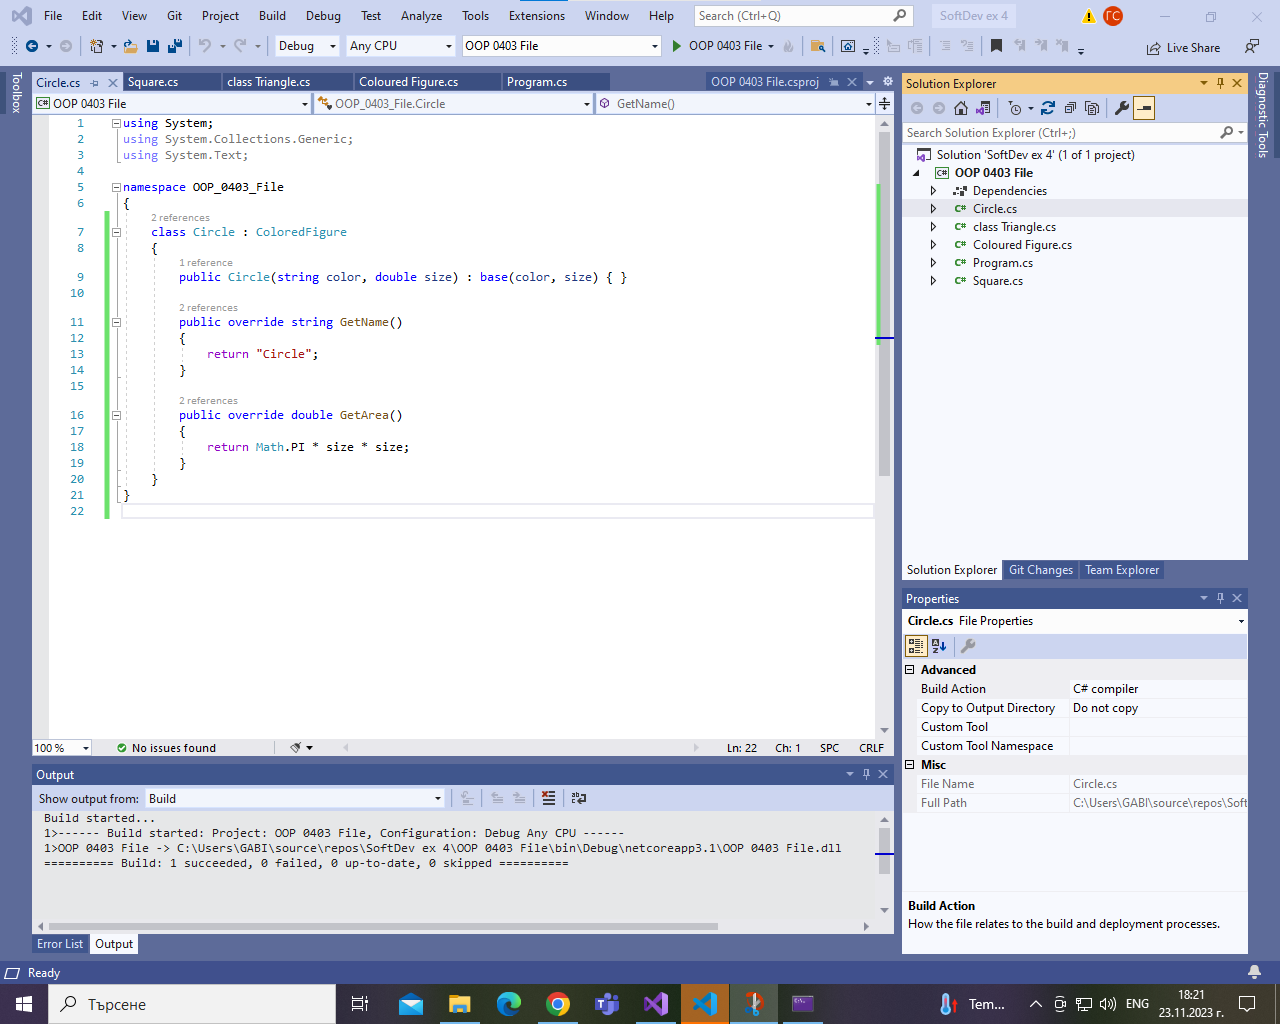 File Edit View Git Project Build Debug Test Analyze Tools Extensions Window Help Search (Ctrl+Q) SoftDev ex 4 ГС
Debug Any CPU OOP 0403 File OOP 0403 File Live Share
Toolbox
Circle.cs Square.cs class Triangle.cs Coloured Figure.cs Program.cs OOP 0403 File.csproj
C# OOP 0403 File OOP_0403_File.Circle GetName()
1 using System;
2 using System.Collections.Generic;
3 using System.Text;
4
5 namespace OOP_0403_File
6 {
2 references
7 class Circle : ColoredFigure
8 {
1 reference
9 public Circle(string color, double size) : base(color, size) { }
10
2 references
11 public override string GetName()
12 {
13 return "Circle";
14 }
15
2 references
16 public override double GetArea()
17 {
18 return Math.PI * size * size;
19 }
20 }
21 }
22
100 % No issues found Ln: 22 Ch: 1 SPC CRLF
Output
Show output from: Build
Build started...
1>------ Build started: Project: OOP 0403 File, Configuration: Debug Any CPU ------
1>OOP 0403 File -> C:\Users\GABI\source\repos\SoftDev ex 4\OOP 0403 File\bin\Debug\netcoreapp3.1\OOP 0403 File.dll
========== Build: 1 succeeded, 0 failed, 0 up-to-date, 0 skipped ==========
Error List Output
Solution Explorer
Search Solution Explorer (Ctrl+;)
Solution 'SoftDev ex 4' (1 of 1 project)
C# OOP 0403 File
Dependencies
C# Circle.cs
C# class Triangle.cs
C# Coloured Figure.cs
C# Program.cs
C# Square.cs
Solution Explorer Git Changes Team Explorer
Diagnostic Tools
Properties
Circle.cs File Properties
Advanced
Build Action C# compiler
Copy to Output Directory Do not copy
Custom Tool
Custom Tool Namespace
Misc
File Name Circle.cs
Full Path C:\Users\GABI\source\repos\Soft
Build Action
How the file relates to the build and deployment processes.
Ready
Търсене Tem... ENG 18:21
23.11.2023 г.